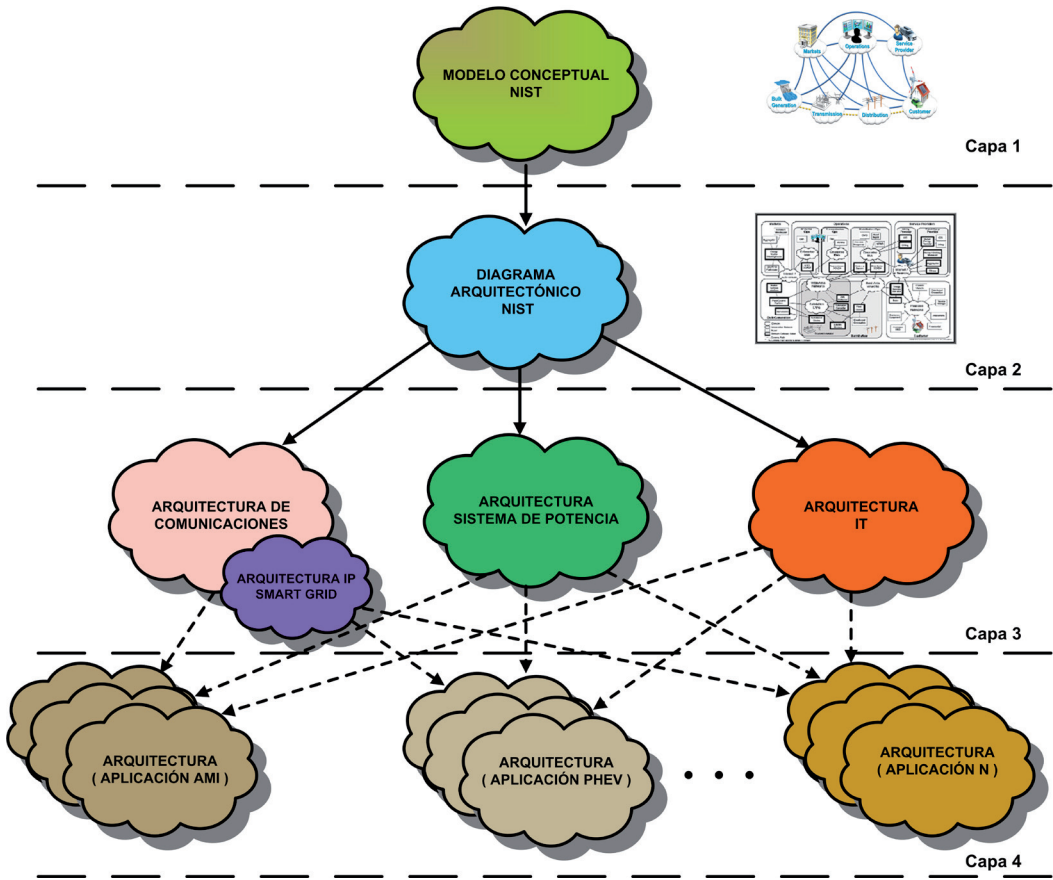 MODELO CONCEPTUAL
NIST
Markets
Operations
Service
Provider
Bulk
Generation
Transmission
Distribution
Customer
Capa 1
DIAGRAMA
ARQUITECTÓNICO
NIST
Capa 2
ARQUITECTURA DE
COMUNICACIONES
ARQUITECTURA
SISTEMA DE POTENCIA
ARQUITECTURA
IT
ARQUITECTURA IP
SMART GRID
Capa 3
ARQUITECTURA
( APLICACIÓN AMI )
ARQUITECTURA
( APLICACIÓN PHEV )
• • •
ARQUITECTURA
( APLICACIÓN N )
Capa 4